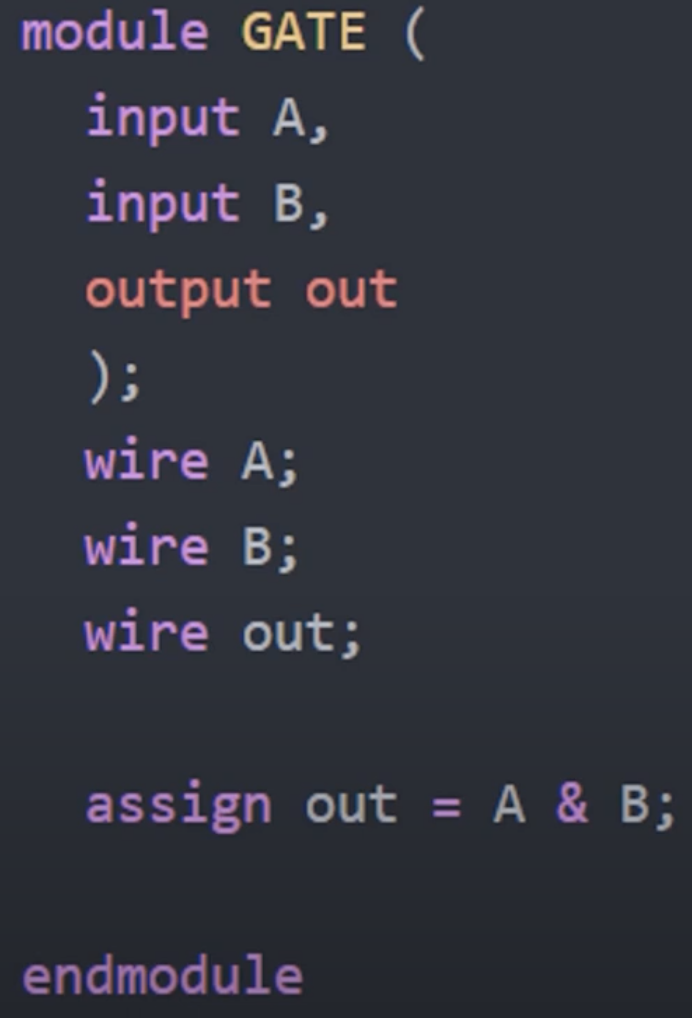 module GATE (
input A,
input B,
output out
);
wire A;
wire B;
wire out;
assign out = A & B;
endmodule